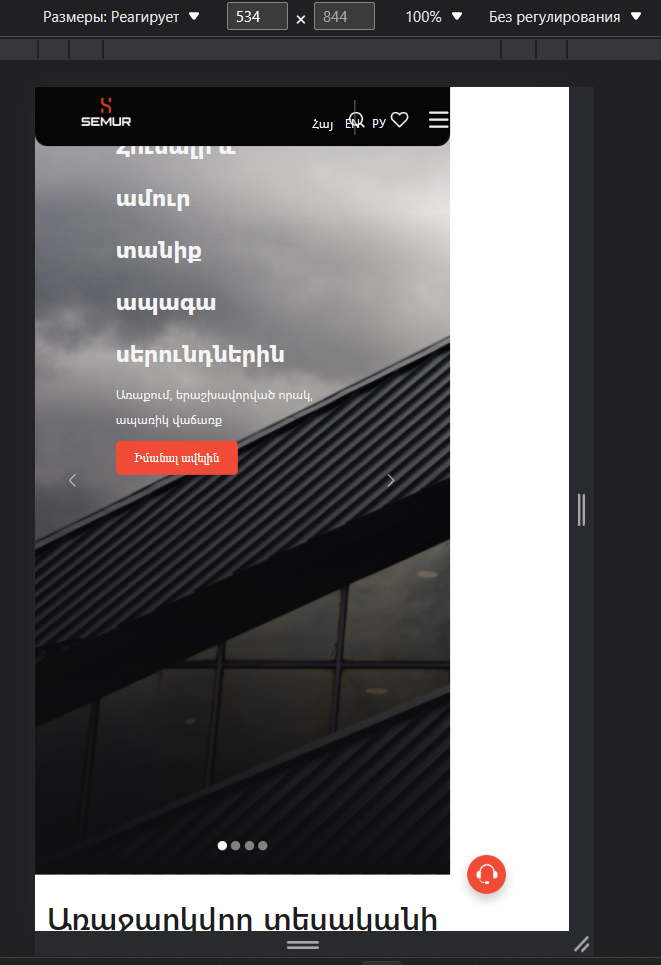 Размеры: Реагирует 534 × 844 100% Без регулирования
SEMUR Հայ EN РУ
Հուսալի և
ամուր
տանիք
ապագա
սերունդներին
Առաքում, երաշխավորված որակ,
ապառիկ վաճառք
Իմանալ ավելին
Առաջարկվող տեսականի